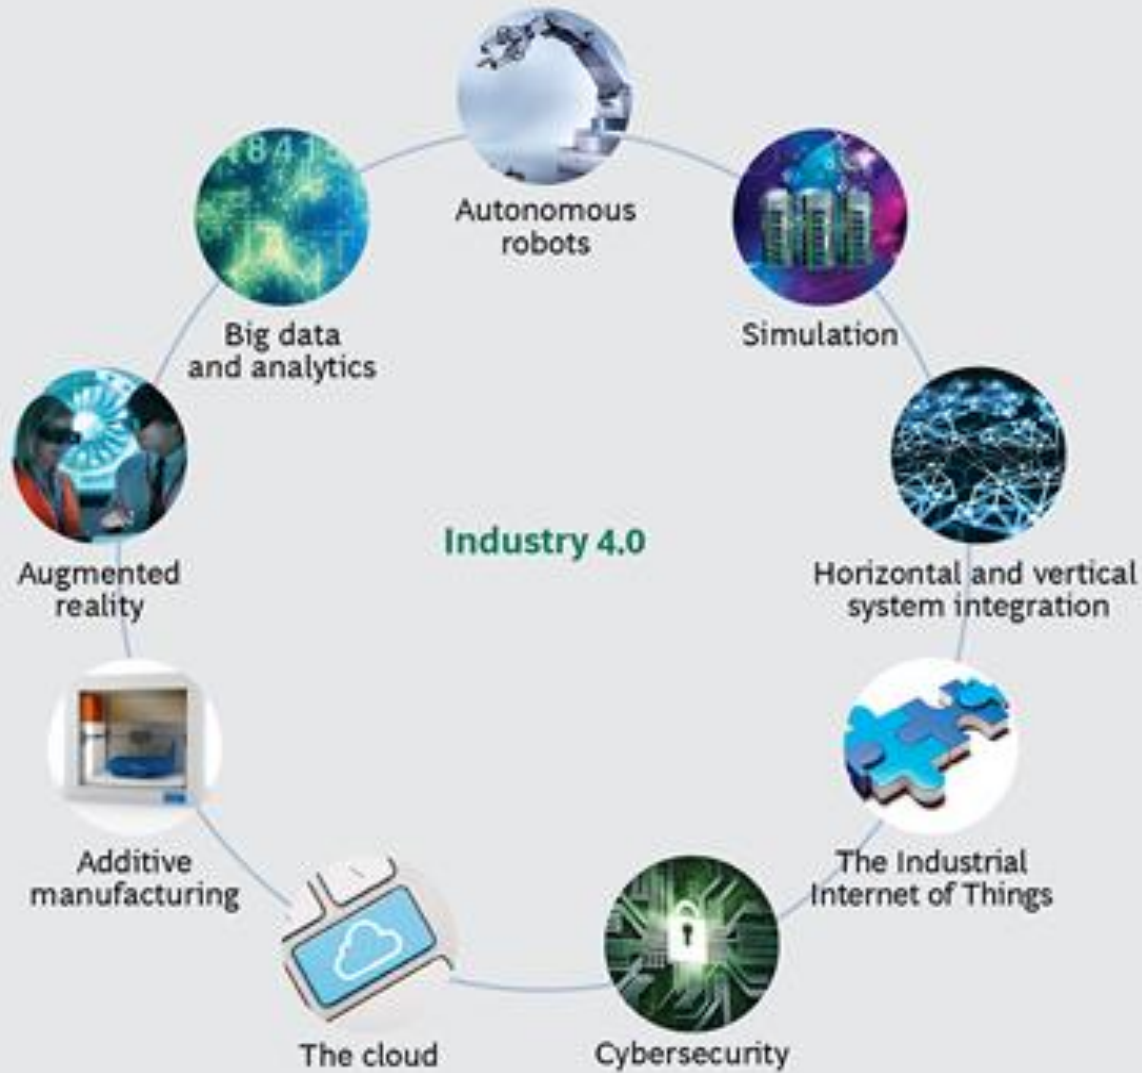 Autonomous
robots
Simulation
Horizontal and vertical
system integration
The Industrial
Internet of Things
Cybersecurity
The cloud
Additive
manufacturing
Augmented
reality
Big data
and analytics
Industry 4.0